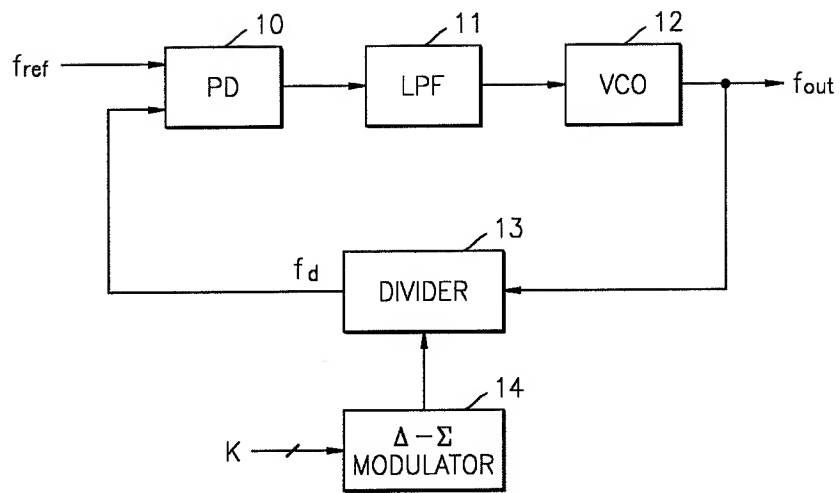 10
11
12
fref
PD
LPF
VCO
fout
13
fd
DIVIDER
14
K
Δ-Σ
MODULATOR